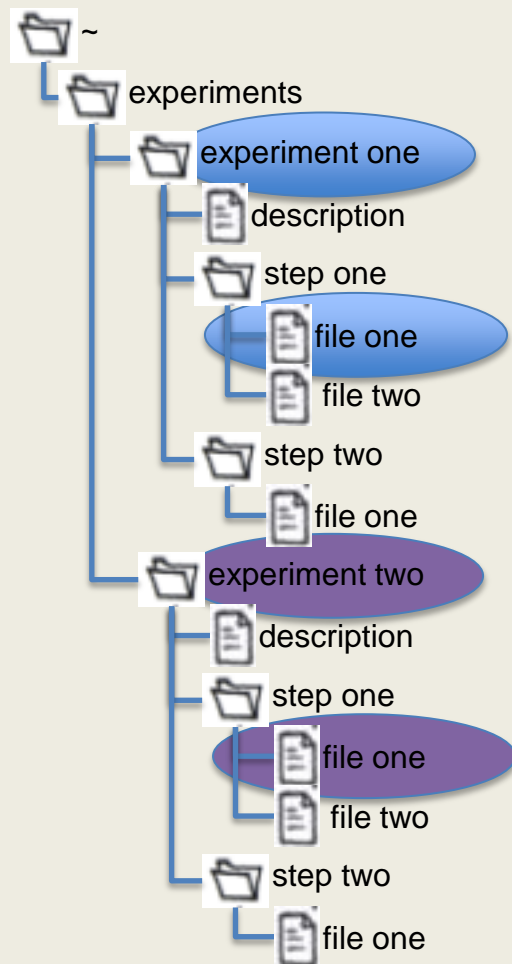 ~
experiments
experiment one
description
step one
file one
file two
step two
file one
experiment two
description
step one
file one
file two
step two
file one